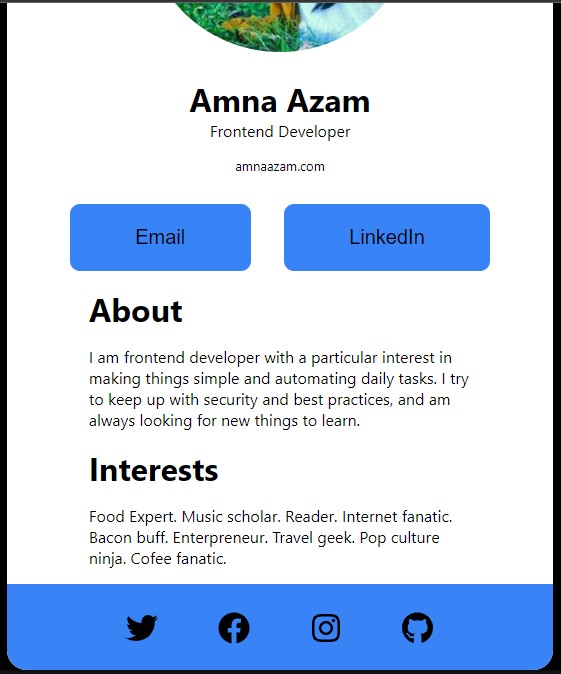 Amna Azam
Frontend Developer
amnaazam.com
Email
LinkedIn
About
I am frontend developer with a particular interest in
making things simple and automating daily tasks. I try
to keep up with security and best practices, and am
always looking for new things to learn.
Interests
Food Expert. Music scholar. Reader. Internet fanatic.
Bacon buff. Enterpreneur. Travel geek. Pop culture
ninja. Cofee fanatic.